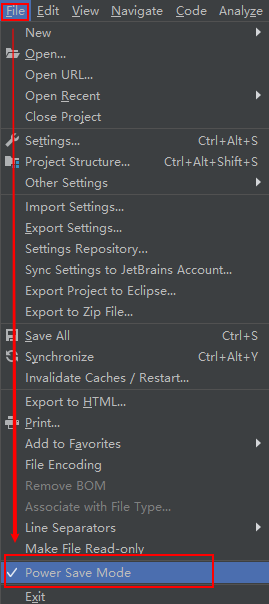 File Edit View Navigate Code Analyze
New
Open...
Open URL...
Open Recent
Close Project
Settings... Ctrl+Alt+S
Project Structure... Ctrl+Alt+Shift+S
Other Settings
Import Settings...
Export Settings...
Settings Repository...
Sync Settings to JetBrains Account...
Export Project to Eclipse...
Export to Zip File...
Save All Ctrl+S
Synchronize Ctrl+Alt+Y
Invalidate Caches / Restart...
Export to HTML...
Print...
Add to Favorites
File Encoding
Remove BOM
Associate with File Type...
Line Separators
Make File Read-only
Power Save Mode
Exit